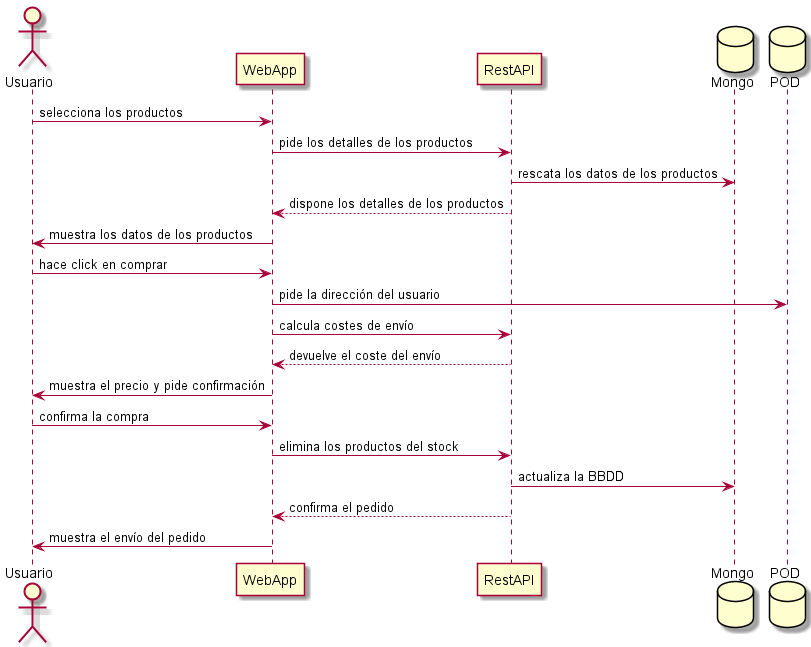 Usuario
WebApp
RestAPI
Mongo
POD
selecciona los productos
pide los detalles de los productos
rescata los datos de los productos
dispone los detalles de los productos
muestra los datos de los productos
hace click en comprar
pide la dirección del usuario
calcula costes de envío
devuelve el coste del envío
muestra el precio y pide confirmación
confirma la compra
elimina los productos del stock
actualiza la BBDD
confirma el pedido
muestra el envío del pedido
Usuario
WebApp
RestAPI
Mongo
POD